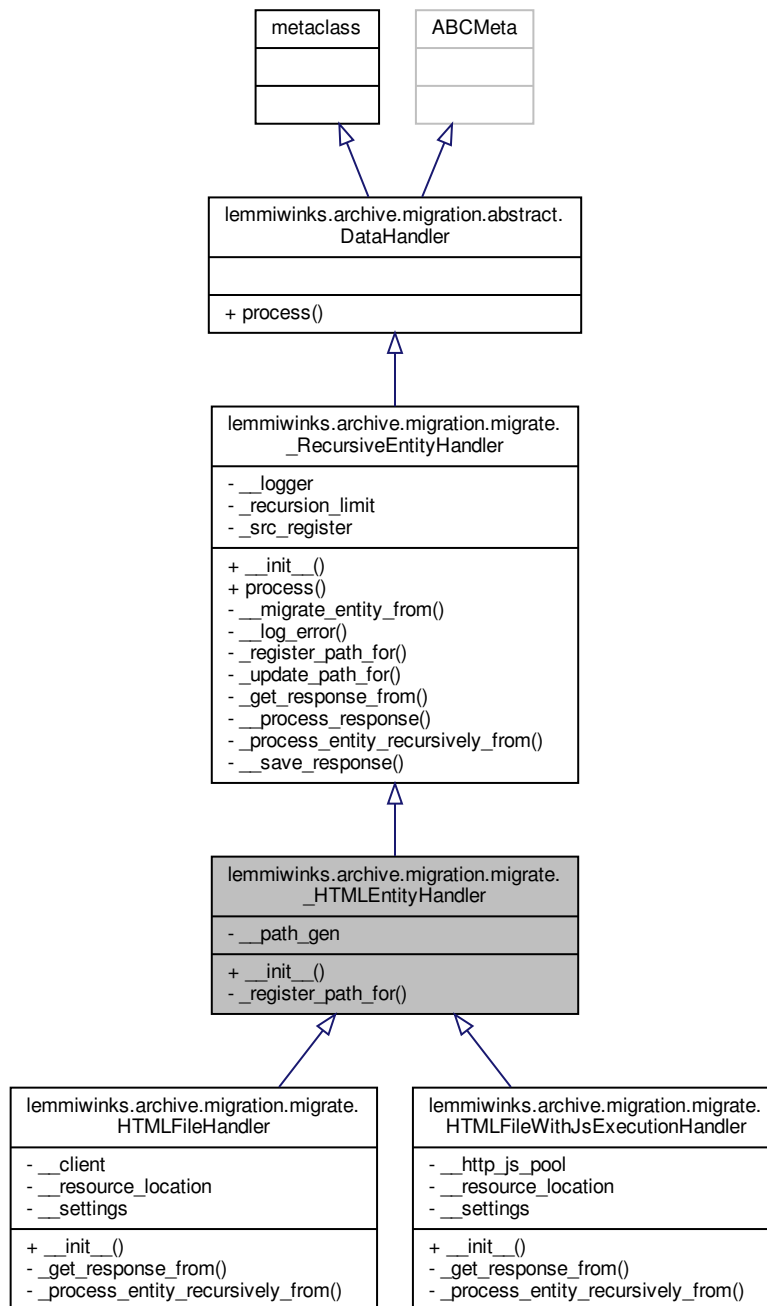 metaclass
ABCMeta
lemmiwinks.archive.migration.abstract.
DataHandler
+ process()
lemmiwinks.archive.migration.migrate.
_RecursiveEntityHandler
- __logger
- _recursion_limit
- _src_register
+ __init__()
+ process()
- __migrate_entity_from()
- __log_error()
- _register_path_for()
- _update_path_for()
- _get_response_from()
- __process_response()
- _process_entity_recursively_from()
- __save_response()
lemmiwinks.archive.migration.migrate.
_HTMLEntityHandler
- __path_gen
+ __init__()
- _register_path_for()
lemmiwinks.archive.migration.migrate.
HTMLFileHandler
- __client
- __resource_location
- __settings
+ __init__()
- _get_response_from()
- _process_entity_recursively_from()
lemmiwinks.archive.migration.migrate.
HTMLFileWithJsExecutionHandler
- __http_js_pool
- __resource_location
- __settings
+ __init__()
- _get_response_from()
- _process_entity_recursively_from()